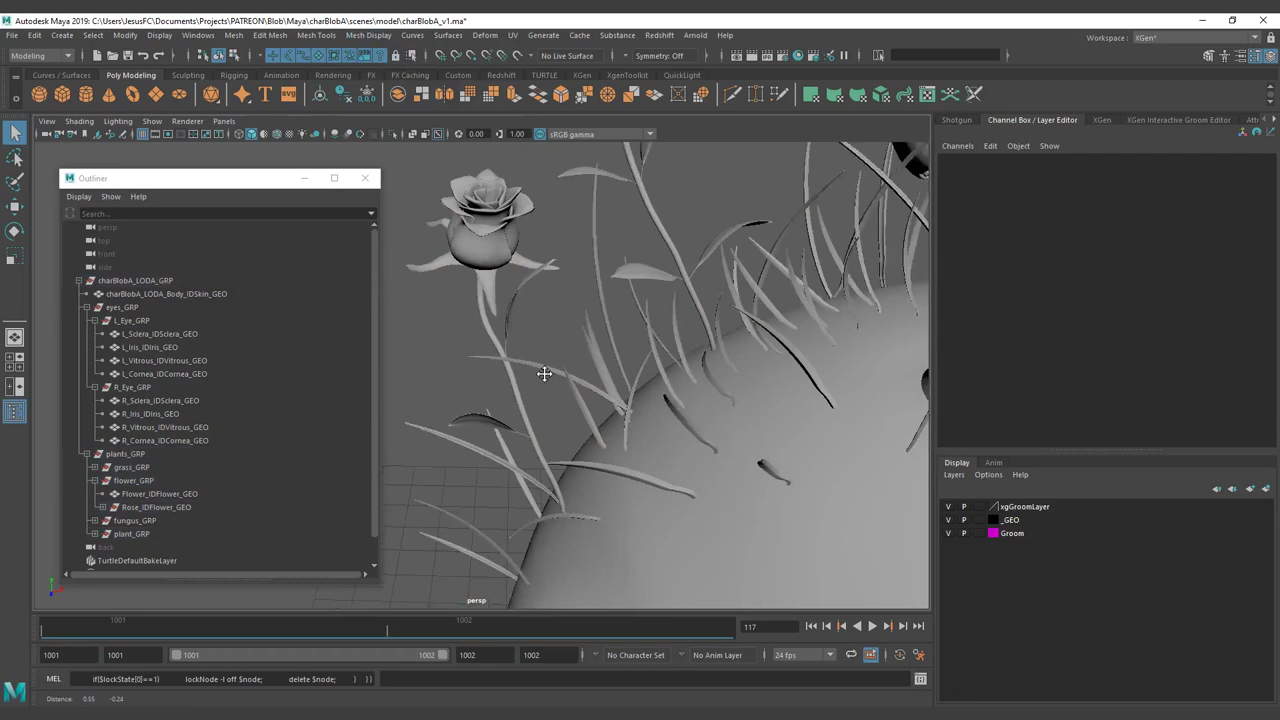 Autodesk Maya 2019: C:\Users\JesusFC\Documents\Projects\PATREON\Blob\Maya\charBlobA\scenes\model\charBlobA_v1.ma*
File Edit Create Select Modify Display Windows Mesh Edit Mesh Mesh Tools Mesh Display Curves Surfaces Deform UV Generate Cache Substance Redshift Arnold Help
Workspace : XGen*
Modeling
No Live Surface
Symmetry: Off
Curves / Surfaces Poly Modeling Sculpting Rigging Animation Rendering FX FX Caching Custom Redshift TURTLE XGen XgenToolkit QuickLight
View Shading Lighting Show Renderer Panels
0.00 1.00 sRGB gamma
Shotgun Channel Box / Layer Editor XGen XGen Interactive Groom Editor
Channels Edit Object Show
Outliner
Display Show Help
Search...
persp
top
front
side
charBlobA_LODA_GRP
charBlobA_LODA_Body_IDSkin_GEO
eyes_GRP
L_Eye_GRP
L_Sclera_IDSclera_GEO
L_Iris_IDIris_GEO
L_Vitrous_IDVitrous_GEO
L_Cornea_IDCornea_GEO
R_Eye_GRP
R_Sclera_IDSclera_GEO
R_Iris_IDIris_GEO
R_Vitrous_IDVitrous_GEO
R_Cornea_IDCornea_GEO
plants_GRP
grass_GRP
flower_GRP
Flower_IDFlower_GEO
Rose_IDFlower_GEO
fungus_GRP
plant_GRP
back
TurtleDefaultBakeLayer
persp
Display Anim
Layers Options Help
V P xgGroomLayer
V P _GEO
V P Groom
1001 1002 117
1001 1001 1001 1002 1002 1002 No Character Set No Anim Layer 24 fps
MEL if($lockState[0]==1) lockNode -l off $node; delete $node; } }}
Distance: 0.55 -0.24